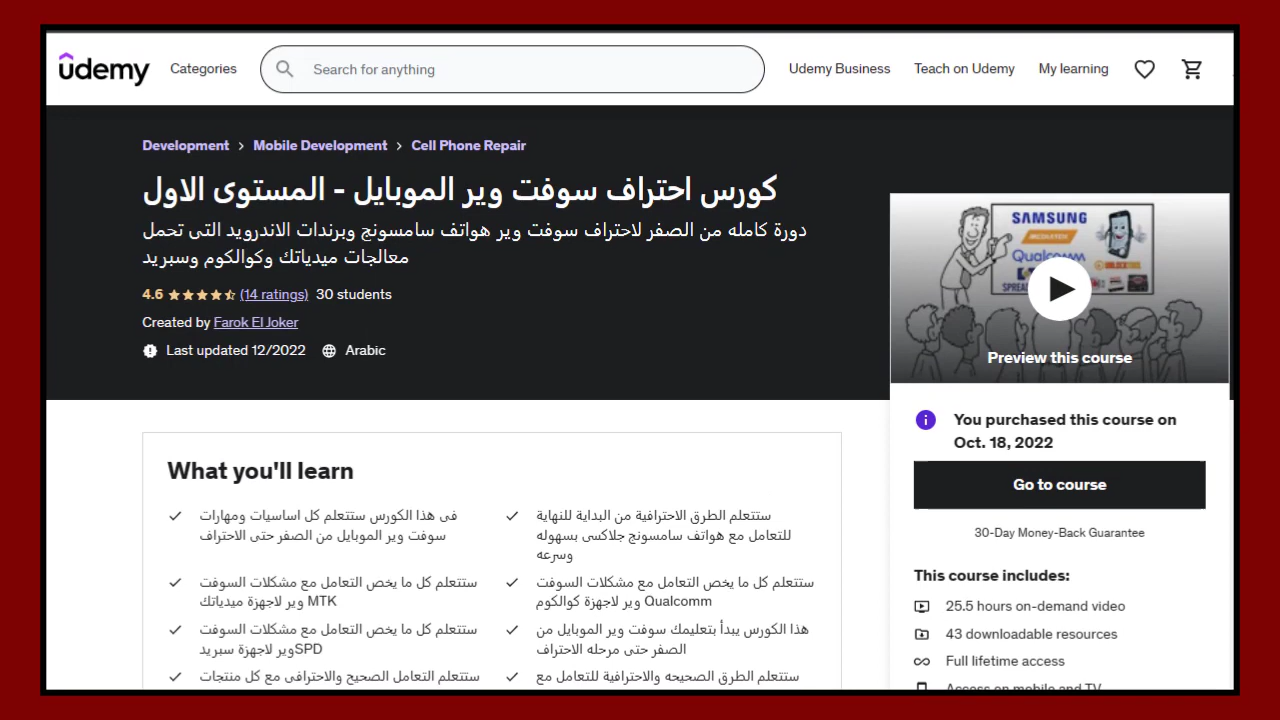 udemy
Categories
Search for anything
Udemy Business
Teach on Udemy
My learning
Development > Mobile Development > Cell Phone Repair
كورس احتراف سوفت وير الموبايل - المستوى الاول
دورة كامله من الصفر لاحتراف سوفت وير هواتف سامسونج وبرندات الاندرويد التى تحمل
معالجات ميدياتك وكوالكوم وسبريد
4.6 (14 ratings) 30 students
Created by Farok El Joker
Last updated 12/2022 Arabic
SAMSUNG
MEDIATEK
Qualcomm
Preview this course
You purchased this course on
Oct. 18, 2022
Go to course
30-Day Money-Back Guarantee
This course includes:
25.5 hours on-demand video
43 downloadable resources
Full lifetime access
Access on mobile and TV
What you'll learn
فى هذا الكورس ستتعلم كل اساسيات ومهارات
سوفت وير الموبايل من الصفر حتى الاحتراف
ستتعلم الطرق الاحترافية من البداية للنهاية
للتعامل مع هواتف سامسونج جلاكسى بسهوله
وسرعه
ستتعلم كل ما يخص التعامل مع مشكلات السوفت
وير لاجهزة ميدياتك MTK
ستتعلم كل ما يخص التعامل مع مشكلات السوفت
وير لاجهزة كوالكوم Qualcomm
ستتعلم كل ما يخص التعامل مع مشكلات السوفت
وير لاجهزة سبريدSPD
هذا الكورس يبدأ بتعليمك سوفت وير الموبايل من
الصفر حتى مرحله الاحتراف
ستتعلم التعامل الصحيح والاحترافى مع كل منتجات
ستتعلم الطرق الصحيحه والاحترافية للتعامل مع